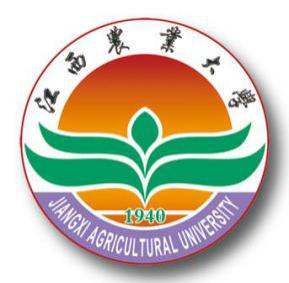 江西农业大学
1940
JIANGXI AGRICULTURAL UNIVERSITY